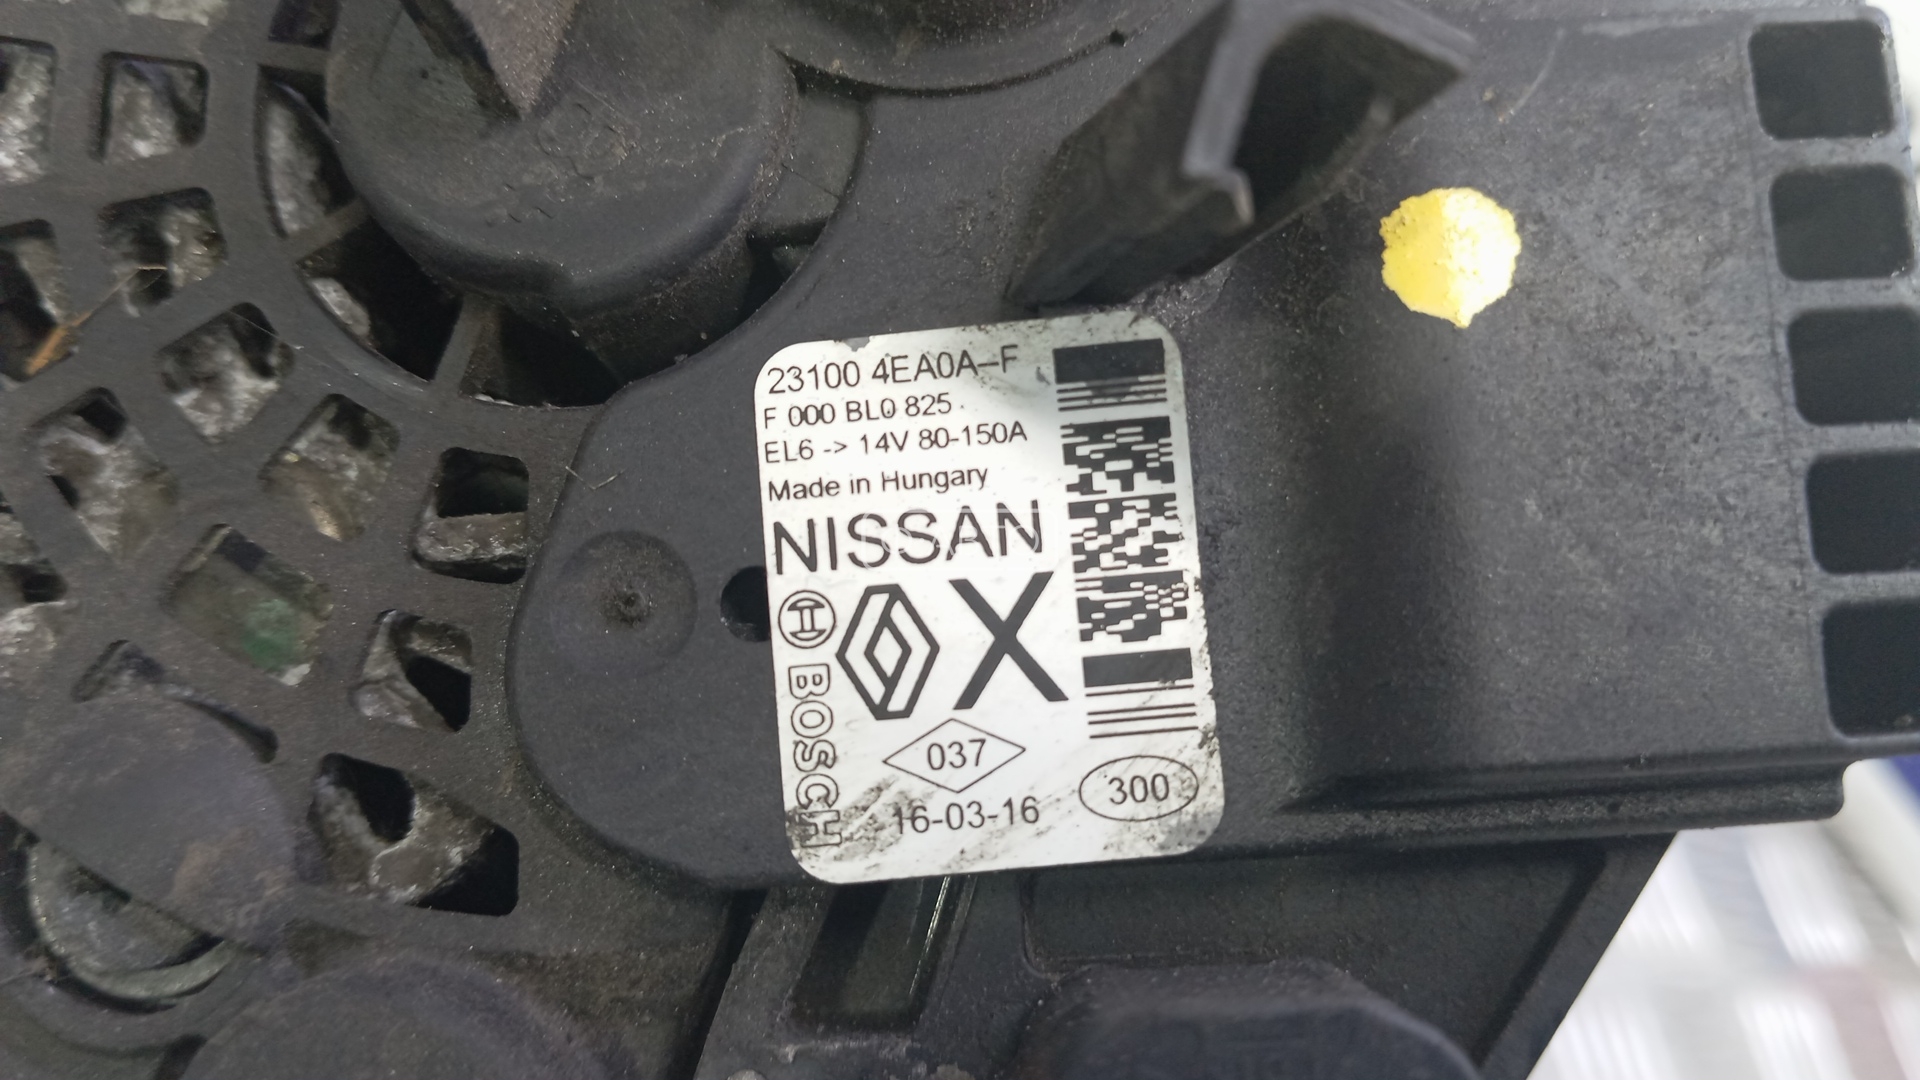 23100 4EA0A-F
F 000 BL0 825
EL6 -> 14V 80-150A
Made in Hungary
NISSAN
X
BOSCH
037
16-03-16
300